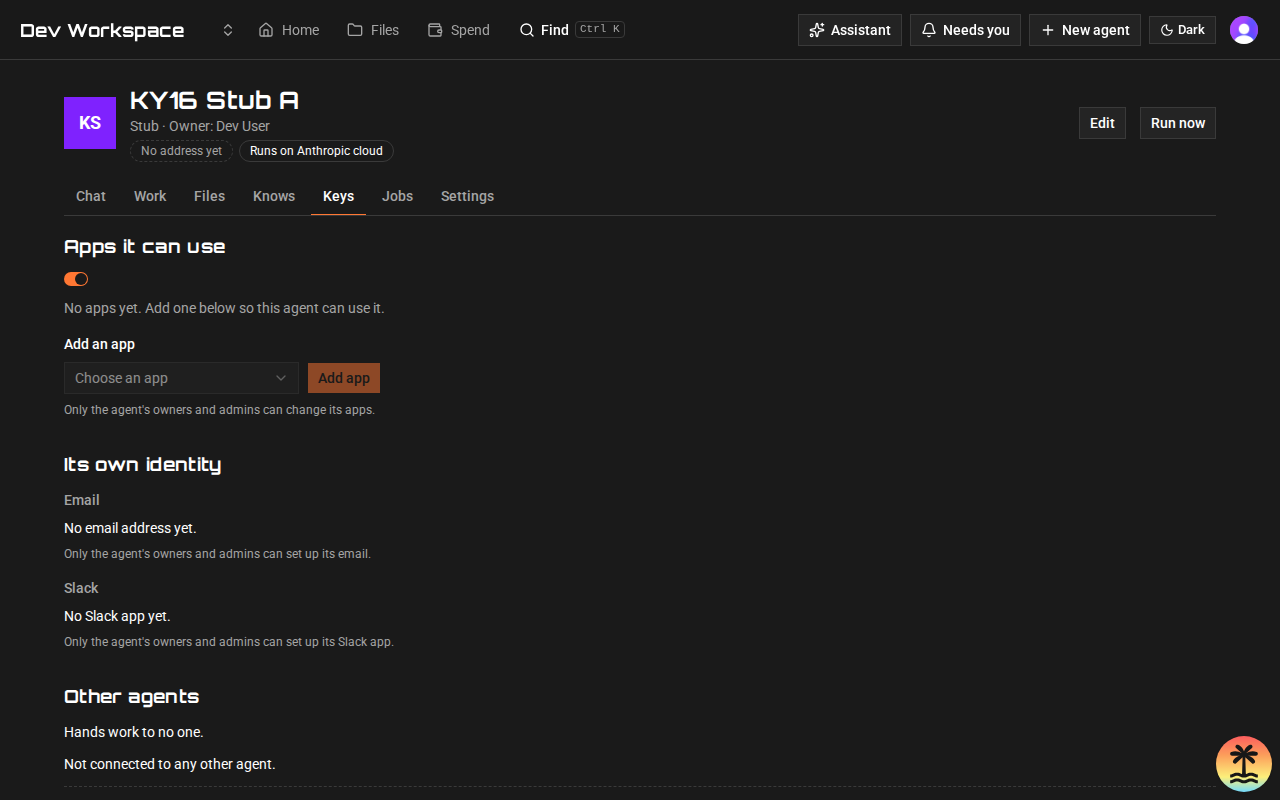 Dev Workspace
Home
Files
Spend
Find
Ctrl K
Assistant
Needs you
New agent
Dark
KS
KY16 Stub A
Stub · Owner: Dev User
No address yet
Runs on Anthropic cloud
Edit
Run now
Chat
Work
Files
Knows
Keys
Jobs
Settings
Apps it can use
No apps yet. Add one below so this agent can use it.
Add an app
Choose an app
Add app
Only the agent's owners and admins can change its apps.
Its own identity
Email
No email address yet.
Only the agent's owners and admins can set up its email.
Slack
No Slack app yet.
Only the agent's owners and admins can set up its Slack app.
Other agents
Hands work to no one.
Not connected to any other agent.